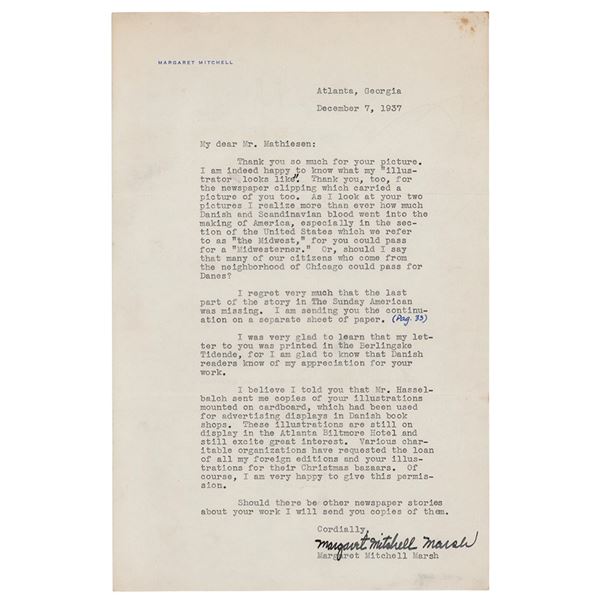 MARGARET MITCHELL
Atlanta, Georgia
December 7, 1937
My dear Mr. Mathiesen:
Thank you so much for your picture.
I am indeed happy to know what my "illus-
trator looks like". Thank you, too, for
the newspaper clipping which carried a
picture of you too. As I look at your two
pictures I realize more than ever how much
Danish and Scandinavian blood went into the
making of America, especially in the sec-
tion of the United States which we refer
to as "the Midwest," for you could pass
for a "Midwesterner." Or, should I say
that many of our citizens who come from
the neighborhood of Chicago could pass for
Danes?
I regret very much that the last
part of the story in The Sunday American
was missing. I am sending you the continu-
ation on a separate sheet of paper. (Pag. 33)
I was very glad to learn that my let-
ter to you was printed in the Berlingske
Tidende, for I am glad to know that Danish
readers know of my appreciation for your
work.
I believe I told you that Mr. Hassel-
balch sent me copies of your illustrations
mounted on cardboard, which had been used
for advertising displays in Danish book
shops. These illustrations are still on
display in the Atlanta Biltmore Hotel and
still excite great interest. Various char-
itable organizations have requested the loan
of all my foreign editions and your illus-
trations for their Christmas bazaars. Of
course, I am very happy to give this permis-
sion.
Should there be other newspaper stories
about your work I will send you copies of them.
Cordially,
Margaret Mitchell Marsh
Margaret Mitchell Marsh